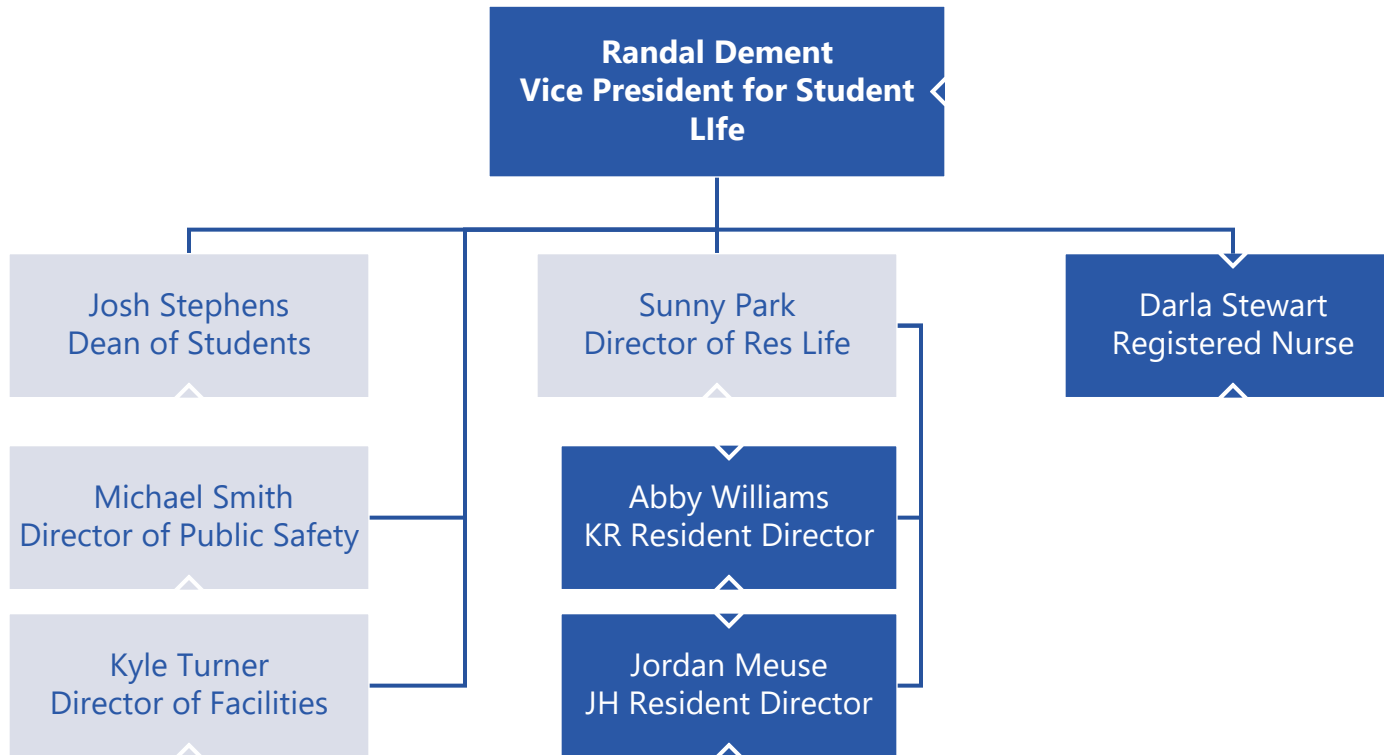 Randal Dement
Vice President for Student
LIfe
Josh Stephens
Dean of Students
Sunny Park
Director of Res Life
Darla Stewart
Registered Nurse
Michael Smith
Director of Public Safety
Abby Williams
KR Resident Director
Kyle Turner
Director of Facilities
Jordan Meuse
JH Resident Director